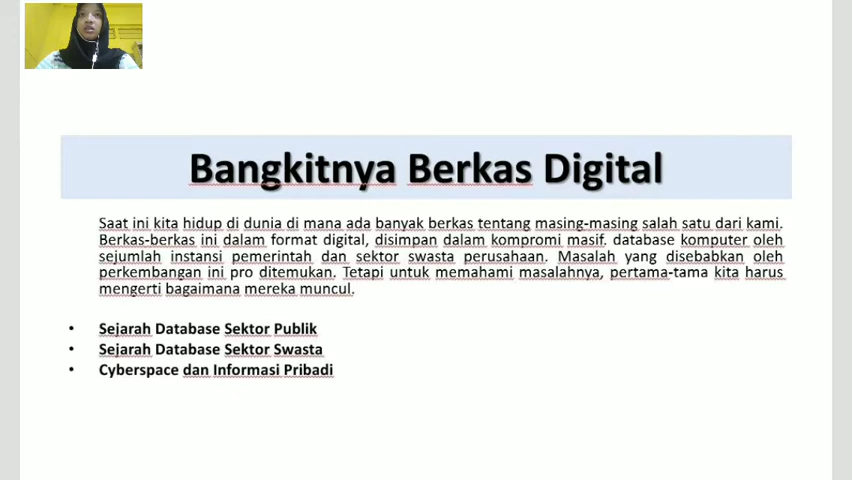 Bangkitnya Berkas Digital
Saat ini kita hidup di dunia di mana ada banyak berkas tentang masing-masing salah satu dari kami.
Berkas-berkas ini dalam format digital, disimpan dalam kompromi masif. database komputer oleh
sejumlah instansi pemerintah dan sektor swasta perusahaan. Masalah yang disebabkan oleh
perkembangan ini pro ditemukan. Tetapi untuk memahami masalahnya, pertama-tama kita harus
mengerti bagaimana mereka muncul.
• Sejarah Database Sektor Publik
• Sejarah Database Sektor Swasta
• Cyberspace dan Informasi Pribadi